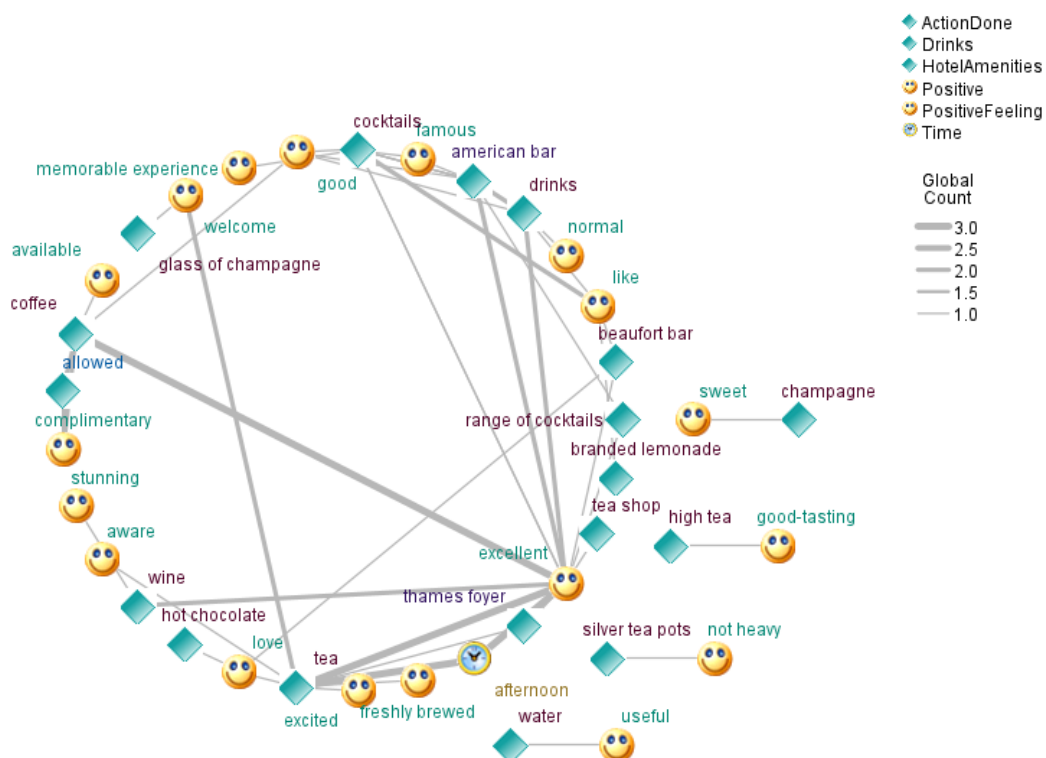 ActionDone
Drinks
HotelAmenities
Positive
PositiveFeeling
Time
Global
Count
3.0
2.5
2.0
1.5
1.0
cocktails
famous
american bar
memorable experience
good
drinks
welcome
normal
available
glass of champagne
like
coffee
beaufort bar
allowed
sweet
champagne
complimentary
range of cocktails
branded lemonade
stunning
tea shop
high tea
good-tasting
aware
excellent
wine
thames foyer
hot chocolate
love
tea
silver tea pots
not heavy
afternoon
excited
freshly brewed
water
useful